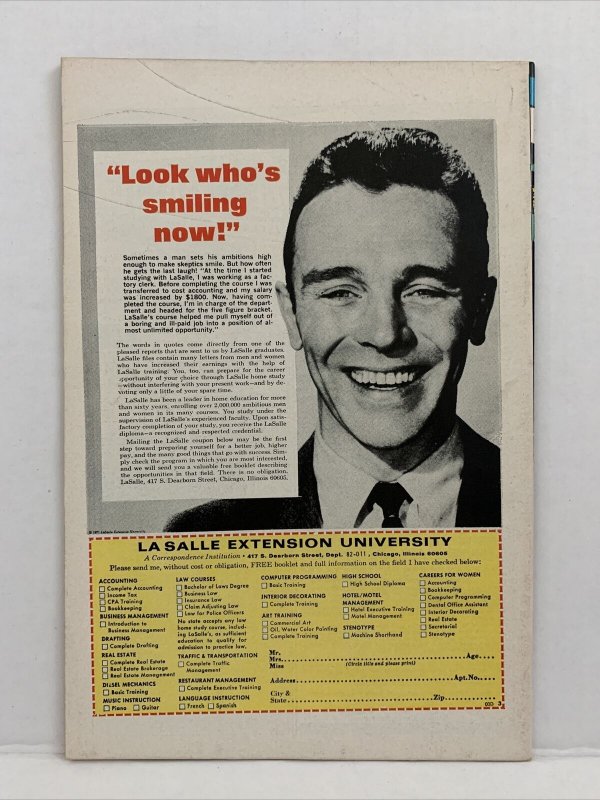 "Look who's
smiling
now!"
Sometimes a man sets his ambitions high
enough to make skeptics smile. But how often
he gets the last laugh! "At the time I started
studying with LaSalle, I was working as a fac-
tory clerk. Before completing the course I was
transferred to cost accounting and my salary
was increased by $1800. Now, having com-
pleted the course, I'm in charge of the depart-
ment and headed for the five figure bracket.
LaSalle's course helped me pull myself out of
a boring and ill-paid job into a position of al-
most unlimited opportunity."
The words in quotes come directly from one of the
pleased reports that are sent to us by LaSalle graduates.
LaSalle files contain many letters from men and women
who have increased their earnings with the help of
LaSalle training. You, too, can prepare for the career
opportunity of your choice through LaSalle home study
—without interfering with your present work—and by de-
voting only a little of your spare time.
LaSalle has been a leader in home education for more
than sixty years, enrolling over 2,000,000 ambitious men
and women in its many courses. You study under the
supervision of LaSalle's experienced faculty. Upon satis-
factory completion of your study, you receive the LaSalle
diploma—a recognized and respected credential.
Mailing the LaSalle coupon below may be the first
step toward preparing yourself for a better job, higher
pay, and the many good things that go with success. Sim-
ply check the program in which you are most interested,
and we will send you a valuable free booklet describing
the opportunities in that field. There is no obligation.
LaSalle, 417 S. Dearborn Street, Chicago, Illinois 60605.
LaSalle Extension University
LA SALLE EXTENSION UNIVERSITY
A Correspondence Institution • 417 S. Dearborn Street, Dept. 82-011, Chicago, Illinois 60605
Please send me, without cost or obligation, FREE booklet and full information on the field I have checked below:
ACCOUNTING
Complete Accounting
Income Tax
CPA Training
Bookkeeping
BUSINESS MANAGEMENT
Introduction to
Business Management
DRAFTING
Complete Drafting
REAL ESTATE
Complete Real Estate
Real Estate Brokerage
Real Estate Management
DIESEL MECHANICS
Basic Training
MUSIC INSTRUCTION
Piano Guitar
LAW COURSES
Bachelor of Laws Degree
Business Law
Insurance Law
Claim Adjusting Law
Law for Police Officers
No state accepts any law
home study course, includ-
ing LaSalle's, as sufficient
education to qualify for
admission to practice law.
TRAFFIC & TRANSPORTATION
Complete Traffic
Management
RESTAURANT MANAGEMENT
Complete Executive Training
LANGUAGE INSTRUCTION
French Spanish
COMPUTER PROGRAMMING
Basic Training
INTERIOR DECORATING
Complete Training
ART TRAINING
Commercial Art
Oil, Water Color Painting
Complete Training
HIGH SCHOOL
High School Diploma
HOTEL/MOTEL
MANAGEMENT
Hotel Executive Training
Motel Management
STENOTYPE
Machine Shorthand
CAREERS FOR WOMEN
Accounting
Bookkeeping
Computer Programming
Dental Office Assistant
Interior Decorating
Real Estate
Secretarial
Stenotype
Mr.
Mrs. Age
Miss (Circle title and please print)
Address Apt.No.
City &
State Zip
3